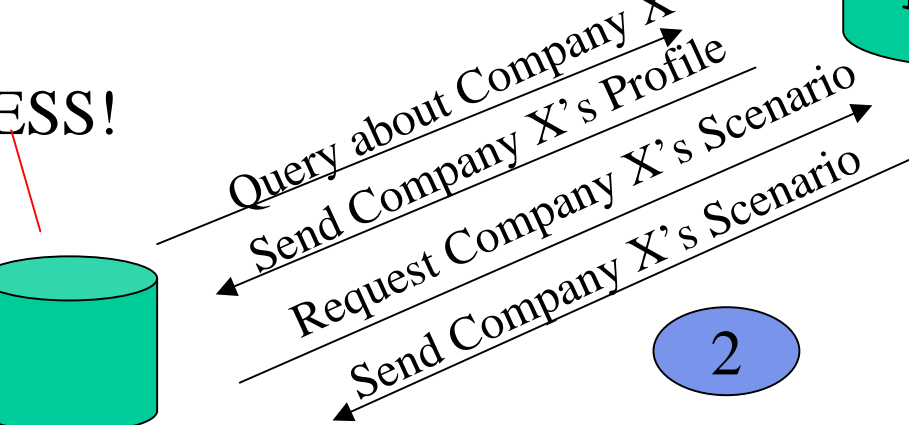 Query about Company X
ESS!
Send Company X's Profile
Request Company X's Scenario
Send Company X's Scenario
2